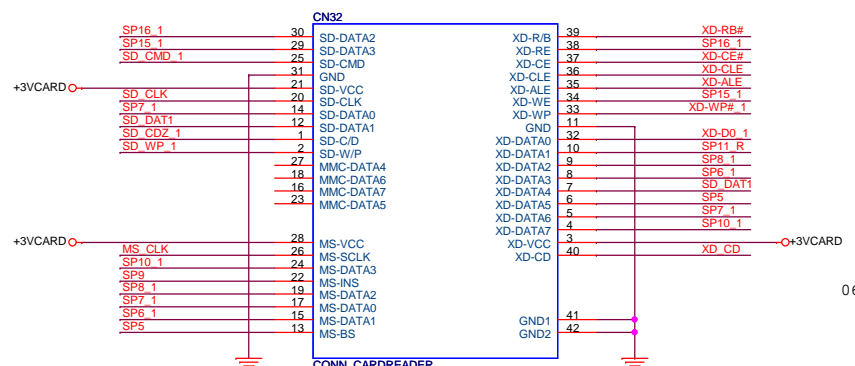 CN32
SP16_1 30 SD-DATA2 XD-R/B 39 XD-RB#
SP15_1 29 SD-DATA3 XD-RE 38 SP16_1
SD_CMD_1 25 SD-CMD XD-CE 37 XD-CE#
31 GND XD-CLE 36 XD-CLE
+3VCARD 21 SD-VCC XD-ALE 35 XD-ALE
SD_CLK 20 SD-CLK XD-WE 34 SP15_1
SP7_1 14 SD-DATA0 XD-WP 33 XD-WP#_1
SD_DAT1 12 SD-DATA1 GND 11
SD_CDZ_1 1 SD-C/D XD-DATA0 32 XD-D0_1
SD_WP_1 2 SD-W/P XD-DATA1 10 SP11_R
27 MMC-DATA4 XD-DATA2 9 SP8_1
18 MMC-DATA6 XD-DATA3 8 SP6_1
16 MMC-DATA7 XD-DATA4 7 SD_DAT1
23 MMC-DATA5 XD-DATA5 6 SP5
XD-DATA6 5 SP7_1
XD-DATA7 4 SP10_1
+3VCARD 28 MS-VCC XD-VCC 3 +3VCARD
MS_CLK 26 MS-SCLK XD-CD 40 XD_CD
SP10_1 24 MS-DATA3
SP9 22 MS-INS
SP8_1 19 MS-DATA2
SP7_1 17 MS-DATA0
SP6_1 15 MS-DATA1 GND1 41
SP5 13 MS-BS GND2 42
06
CONN_CARDREADER